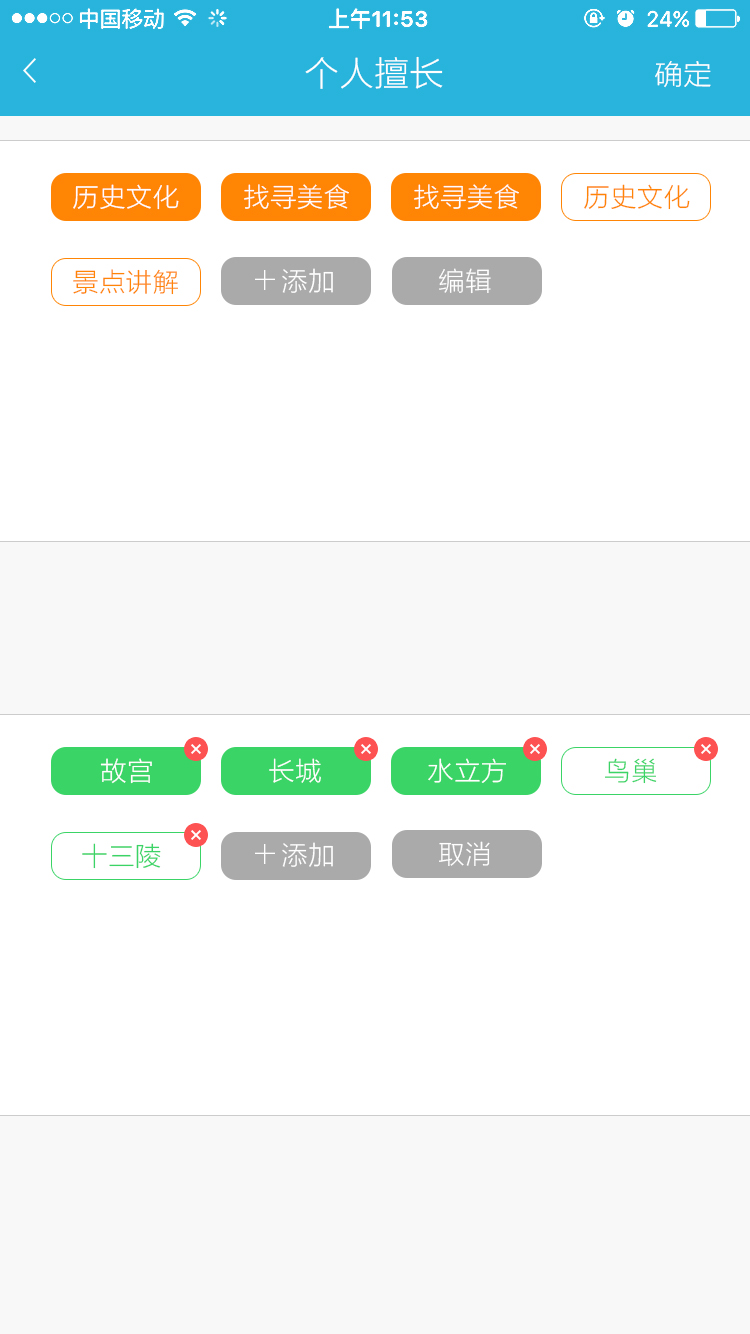 中国移动 上午11:53 24%
个人擅长 确定
历史文化 找寻美食 找寻美食 历史文化
景点讲解 十添加 编辑
故宫 长城 水立方 鸟巢
十三陵 十添加 取消